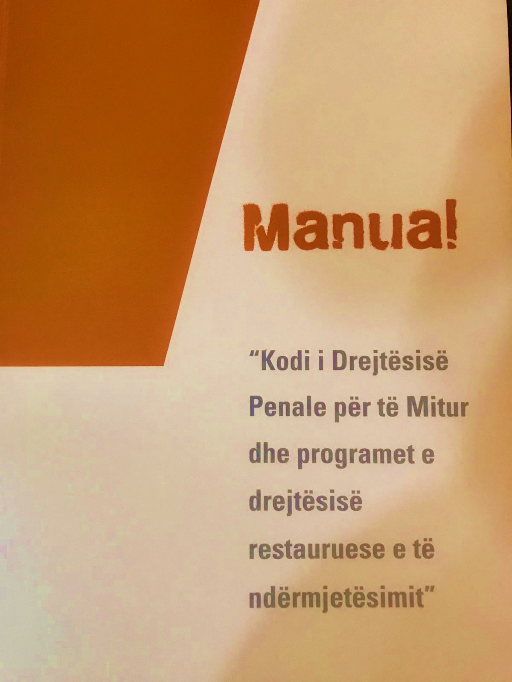 Manual
“Kodi i Drejtësisë
Penale për të Mitur
dhe programet e
drejtësisë
restauruese e të
ndërmjetësimit”